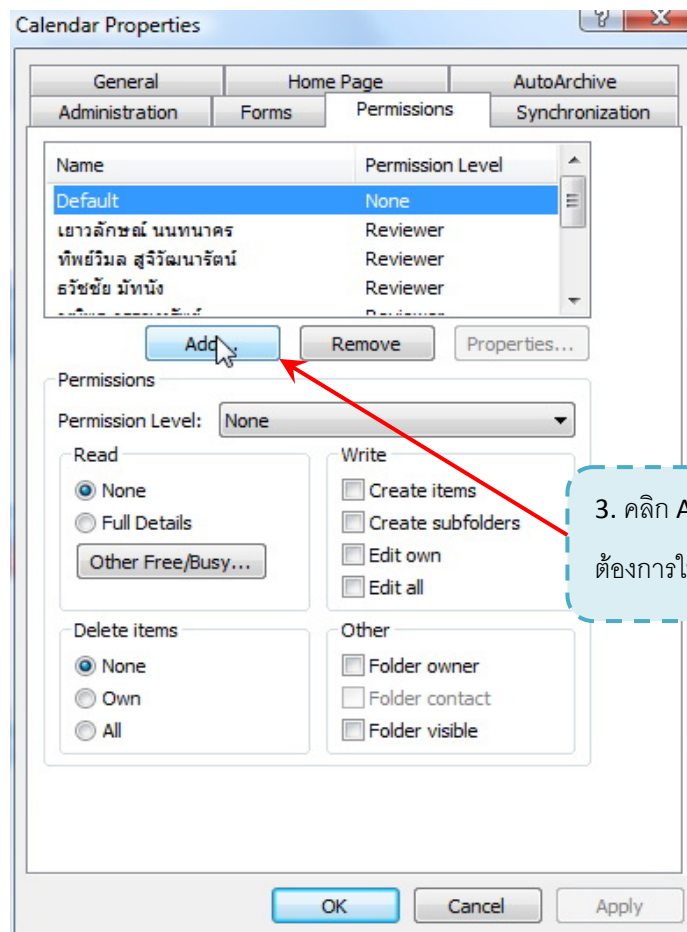 Calendar Properties
General Home Page AutoArchive
Administration Forms Permissions Synchronization
Name Permission Level
Default None
เยาวลักษณ์ นนทนาคร Reviewer
ทิพย์วิมล สูจิวัฒนารัตน์ Reviewer
ธวัชชัย มัทนัง Reviewer
Add... Remove Properties...
Permissions
Permission Level: None
Read Write
None Create items
Full Details Create subfolders
Other Free/Busy... Edit own
Edit all
Delete items Other
None Folder owner
Own Folder contact
All Folder visible
3. คลิก A
ต้องการใ
OK Cancel Apply